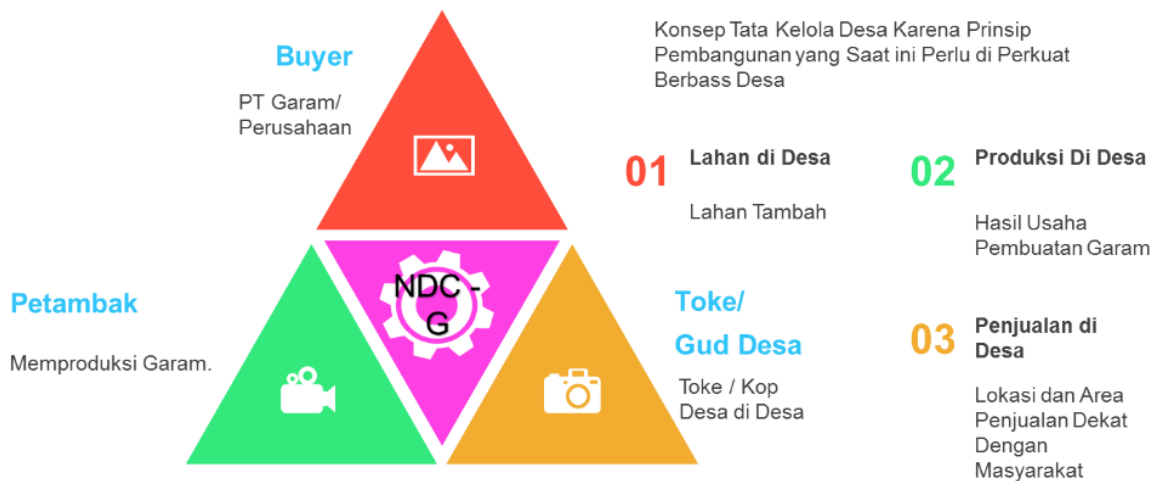 Buyer
PT Garam/
Perusahaan
Petambak
Memproduksi Garam.
NDC -
G
Toke/
Gud Desa
Toke / Kop
Desa di Desa
Konsep Tata Kelola Desa Karena Prinsip
Pembangunan yang Saat ini Perlu di Perkuat
Berbass Desa
01
Lahan di Desa
Lahan Tambah
02
Produksi Di Desa
Hasil Usaha
Pembuatan Garam
03
Penjualan di
Desa
Lokasi dan Area
Penjualan Dekat
Dengan
Masyarakat